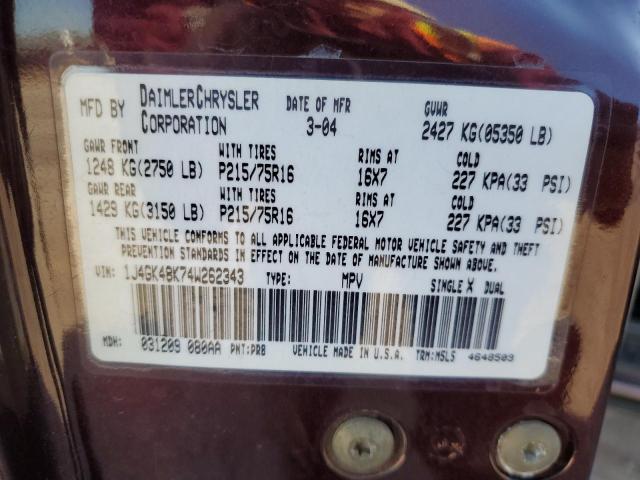 MFD BY DAIMLERCHRYSLER CORPORATION DATE OF MFR 3-04 GVWR 2427 KG(05350 LB)
GAWR FRONT WITH TIRES RIMS AT COLD
1248 KG(2750 LB) P215/75R16 16X7 227 KPA(33 PSI)
GAWR REAR WITH TIRES RIMS AT COLD
1429 KG(3150 LB) P215/75R16 16X7 227 KPA(33 PSI)
THIS VEHICLE CONFORMS TO ALL APPLICABLE FEDERAL MOTOR VEHICLE SAFETY AND THEFT
PREVENTION STANDARDS IN EFFECT ON THE DATE OF MANUFACTURE SHOWN ABOVE.
VIN: 1J4GK48K74W262343 TYPE: MPV SINGLE X DUAL
MDH: 031209 080AA PNT:PRB VEHICLE MADE IN U.S.A. TRM:MSL5 4648503